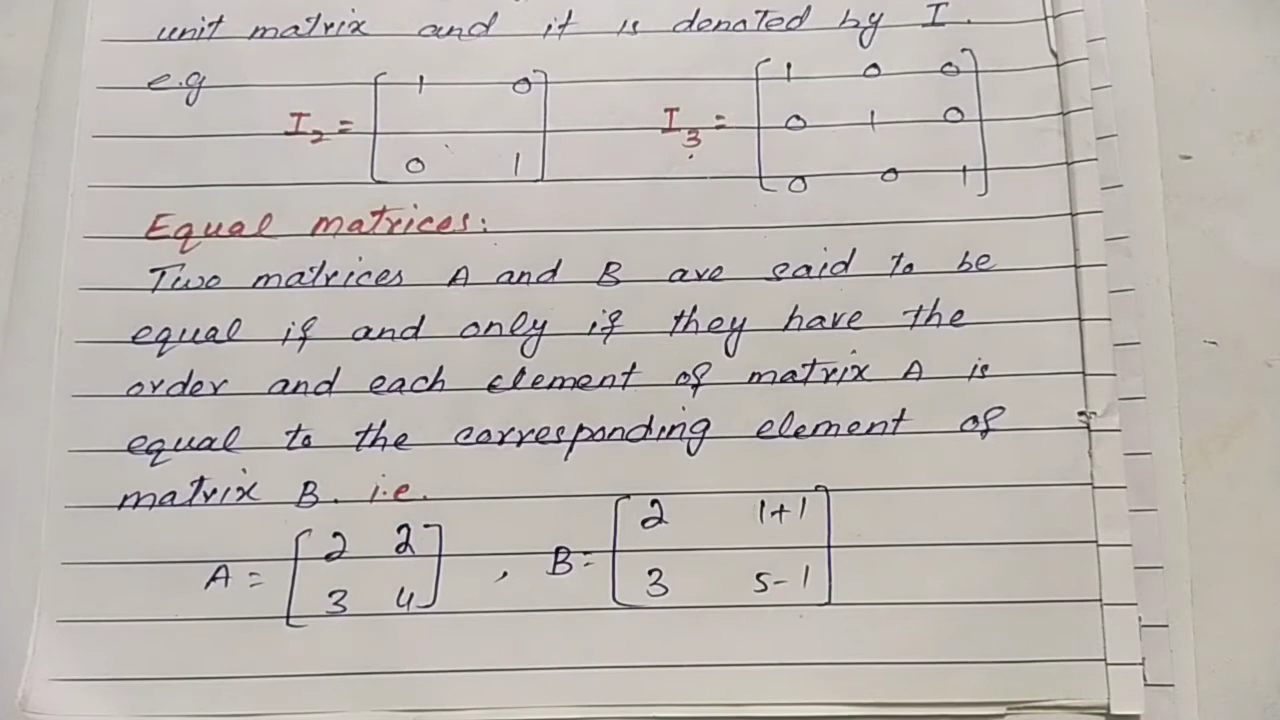 unit matrix and it is denoted by I.
e.g
I₂ = [1 0
0 1]
I₃ = [1 0 0
0 1 0
0 0 1]
Equal matrices:
Two matrices A and B are said to be
equal if and only if they have the
order and each element of matrix A is
equal to the corresponding element of
matrix B. i.e.
A = [2 2
3 4] , B = [2 1+1
3 5-1]